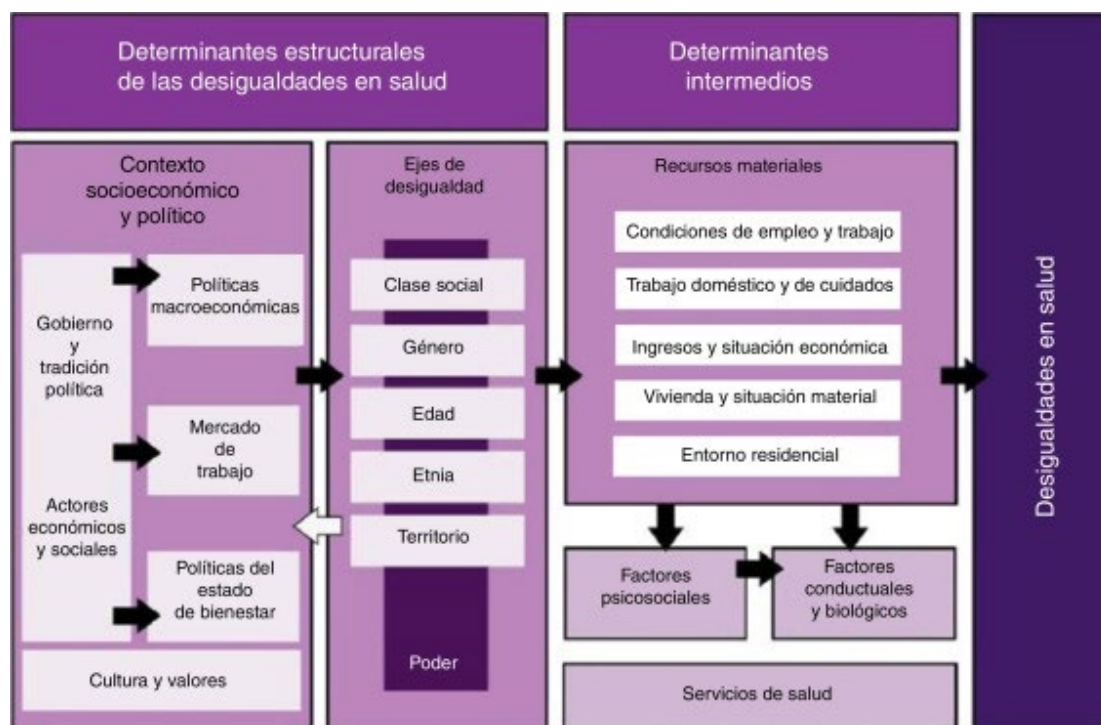 Determinantes estructurales
de las desigualdades en salud
Determinantes
intermedios
Contexto
socioeconómico
y político
Gobierno
y
tradición
política
Actores
económicos
y sociales
Políticas
macroeconómicas
Mercado
de
trabajo
Políticas del
estado
de bienestar
Cultura y valores
Ejes de
desigualdad
Clase social
Género
Edad
Etnia
Territorio
Poder
Recursos materiales
Condiciones de empleo y trabajo
Trabajo doméstico y de cuidados
Ingresos y situación económica
Vivienda y situación material
Entorno residencial
Factores
psicosociales
Factores
conductuales
y biológicos
Servicios de salud
Desigualdades en salud